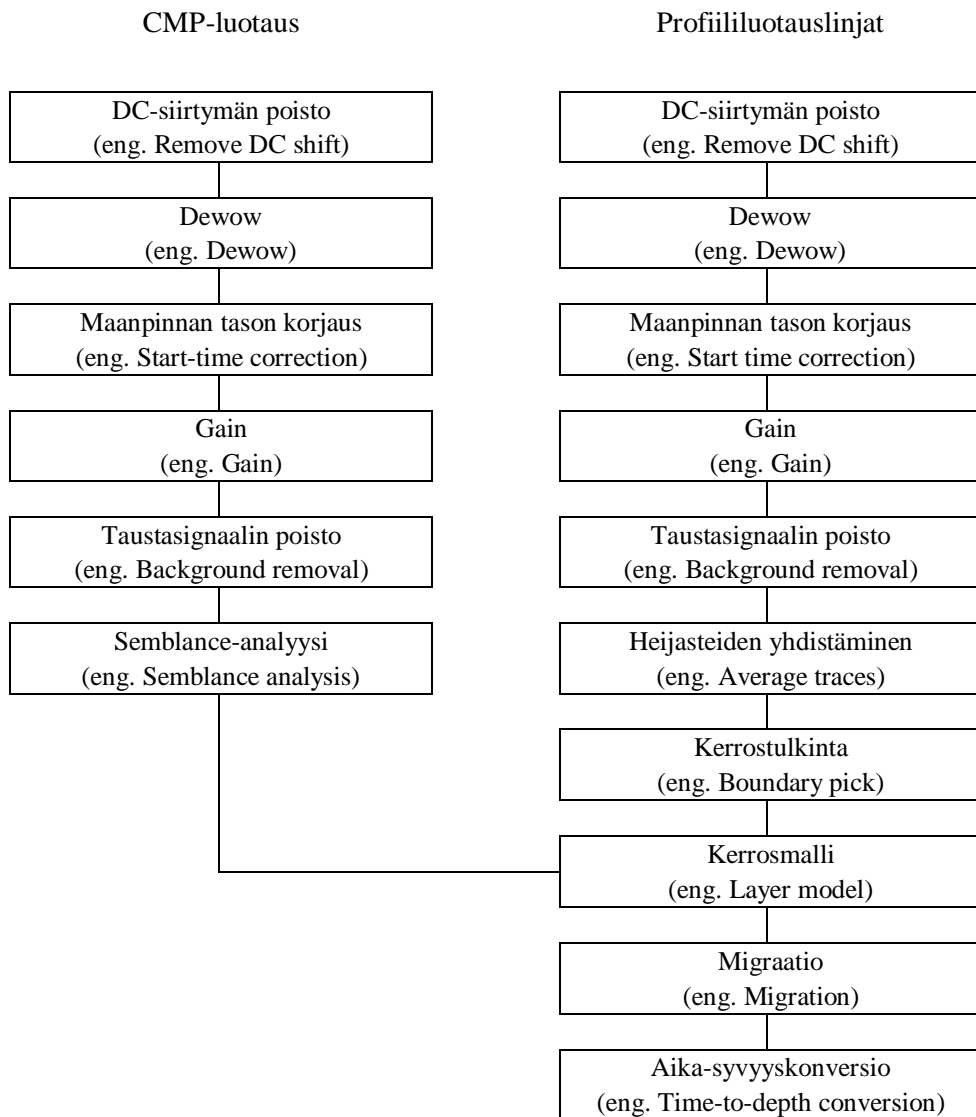 CMP-luotaus
DC-siirtymän poisto
(eng. Remove DC shift)
Dewow
(eng. Dewow)
Maanpinnan tason korjaus
(eng. Start-time correction)
Gain
(eng. Gain)
Taustasignaalin poisto
(eng. Background removal)
Semblance-analyysi
(eng. Semblance analysis)
Profiililuotauslinjat
DC-siirtymän poisto
(eng. Remove DC shift)
Dewow
(eng. Dewow)
Maanpinnan tason korjaus
(eng. Start time correction)
Gain
(eng. Gain)
Taustasignaalin poisto
(eng. Background removal)
Heijasteiden yhdistäminen
(eng. Average traces)
Kerrostulkinta
(eng. Boundary pick)
Kerrosmalli
(eng. Layer model)
Migraatio
(eng. Migration)
Aika-syvyyskonversio
(eng. Time-to-depth conversion)